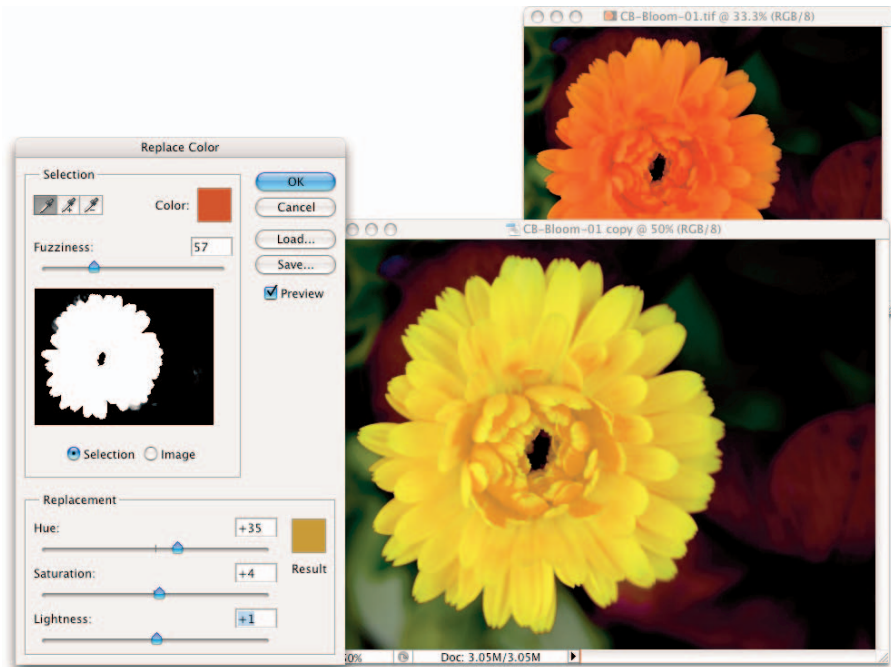 CB-Bloom-01.tif @ 33.3% (RGB/8)
Replace Color
Selection
Color:
Fuzziness:
57
Selection
Image
OK
Cancel
Load...
Save...
Preview
Replacement
Hue:
+35
Saturation:
+4
Lightness:
+1
Result
CB-Bloom-01 copy @ 50% (RGB/8)
50%
Doc: 3.05M/3.05M